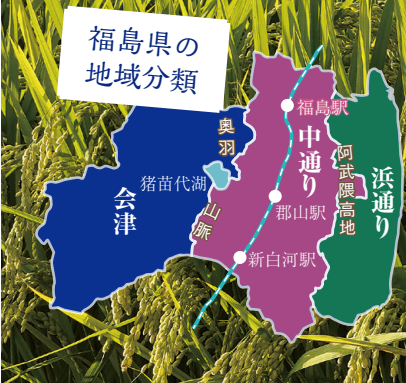 福島県の
地域分類
福島駅
奥羽
中通り
阿武隈高地
浜通り
猪苗代湖
会津
山脈
郡山駅
新白河駅